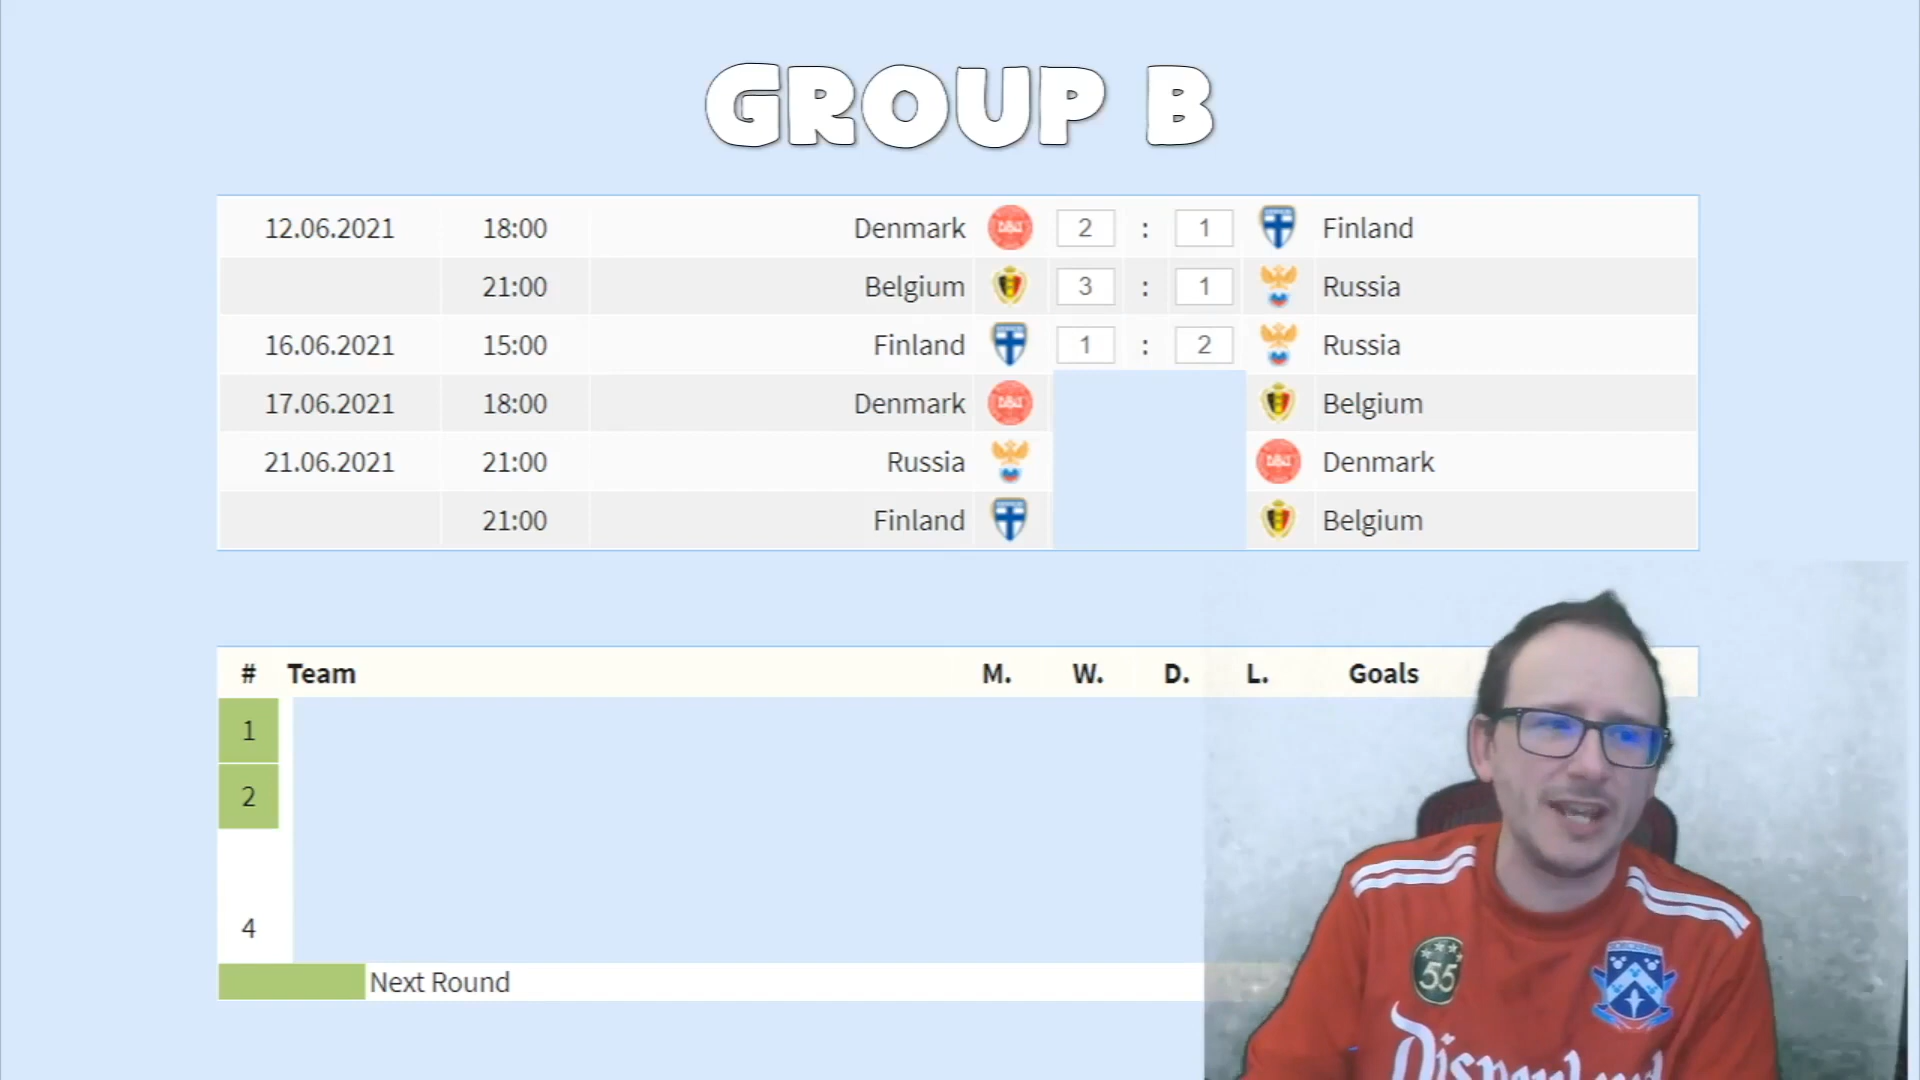 GROUP B
12.06.2021 18:00 Denmark 2 : 1 Finland
21:00 Belgium 3 : 1 Russia
16.06.2021 15:00 Finland 1 : 2 Russia
17.06.2021 18:00 Denmark Belgium
21.06.2021 21:00 Russia Denmark
21:00 Finland Belgium
# Team M. W. D. L. Goals
1
2
4
Next Round
55
Disneyland